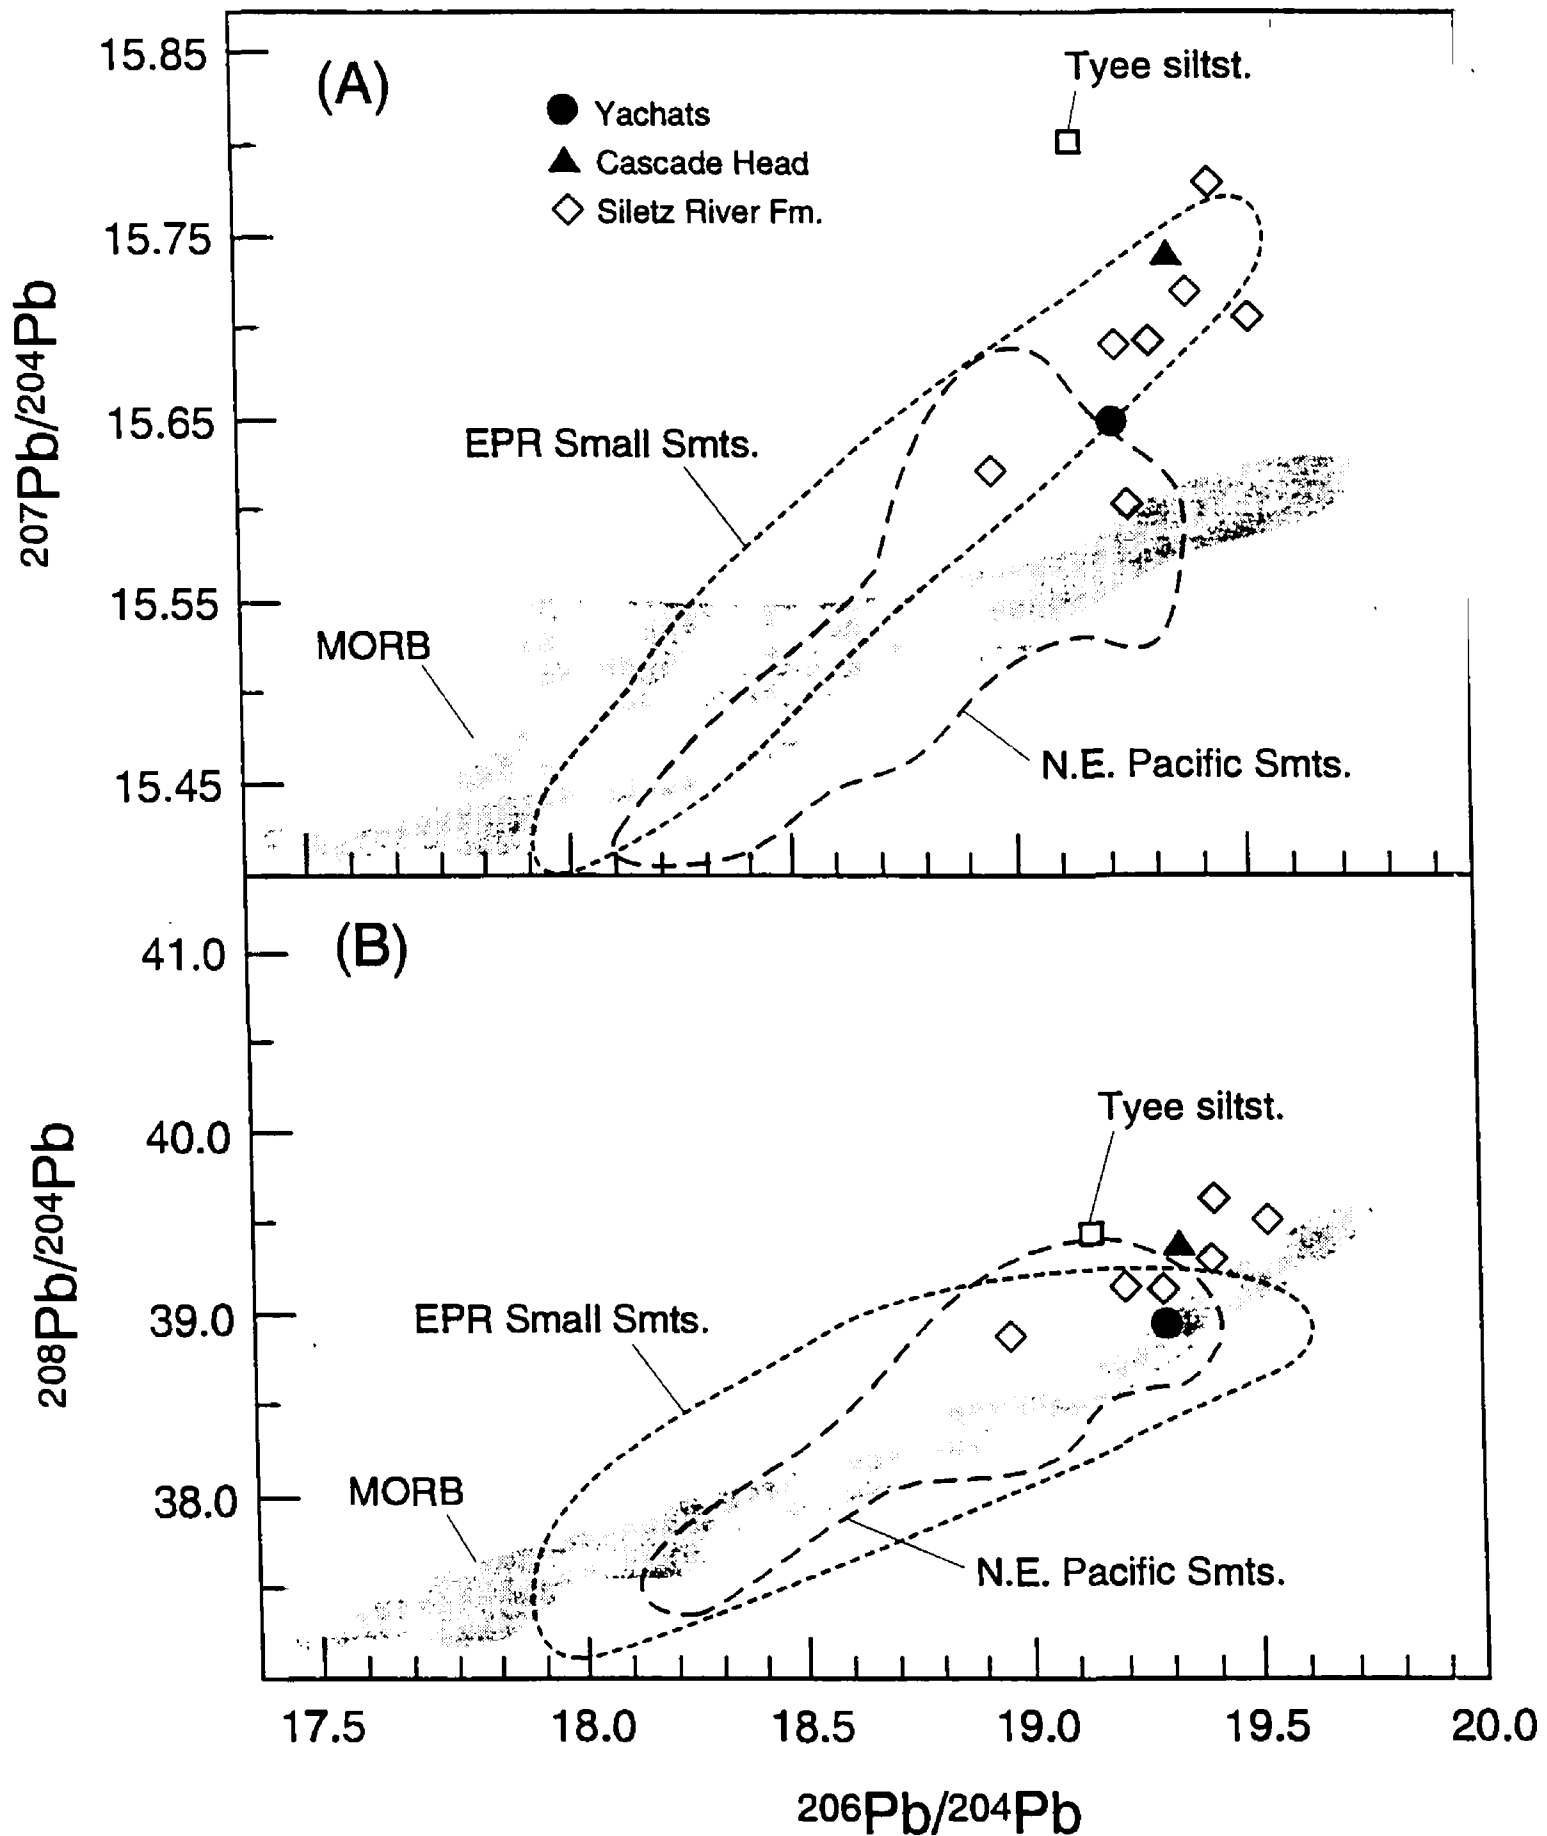 15.85
(A)
Tyee siltst.
Yachats
Cascade Head
Siletz River Fm.
15.75
15.65
EPR Small Smts.
15.55
MORB
N.E. Pacific Smts.
15.45
207Pb/204Pb
(B)
41.0
Tyee siltst.
40.0
39.0
EPR Small Smts.
MORB
38.0
N.E. Pacific Smts.
208Pb/204Pb
17.5 18.0 18.5 19.0 19.5 20.0
206Pb/204Pb